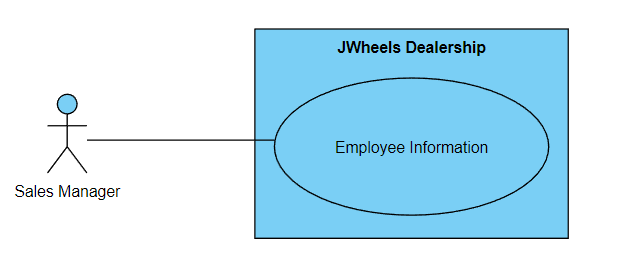 JWheels Dealership
Employee Information
Sales Manager